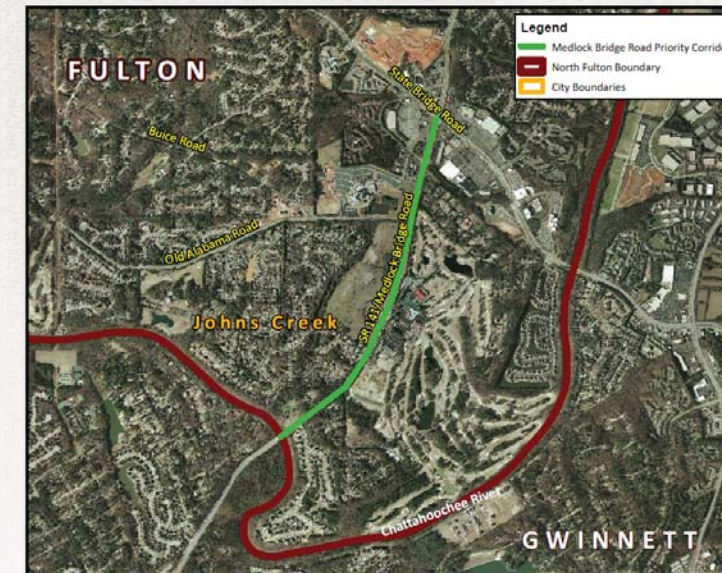 Legend
Medlock Bridge Road Priority Corrido
North Fulton Boundary
City Boundaries
FULTON
State Bridge Road
Buice Road
Old Alabama Road
SR 141/Medlock Bridge Road
Johns Creek
Chattahoochee River
GWINNETT